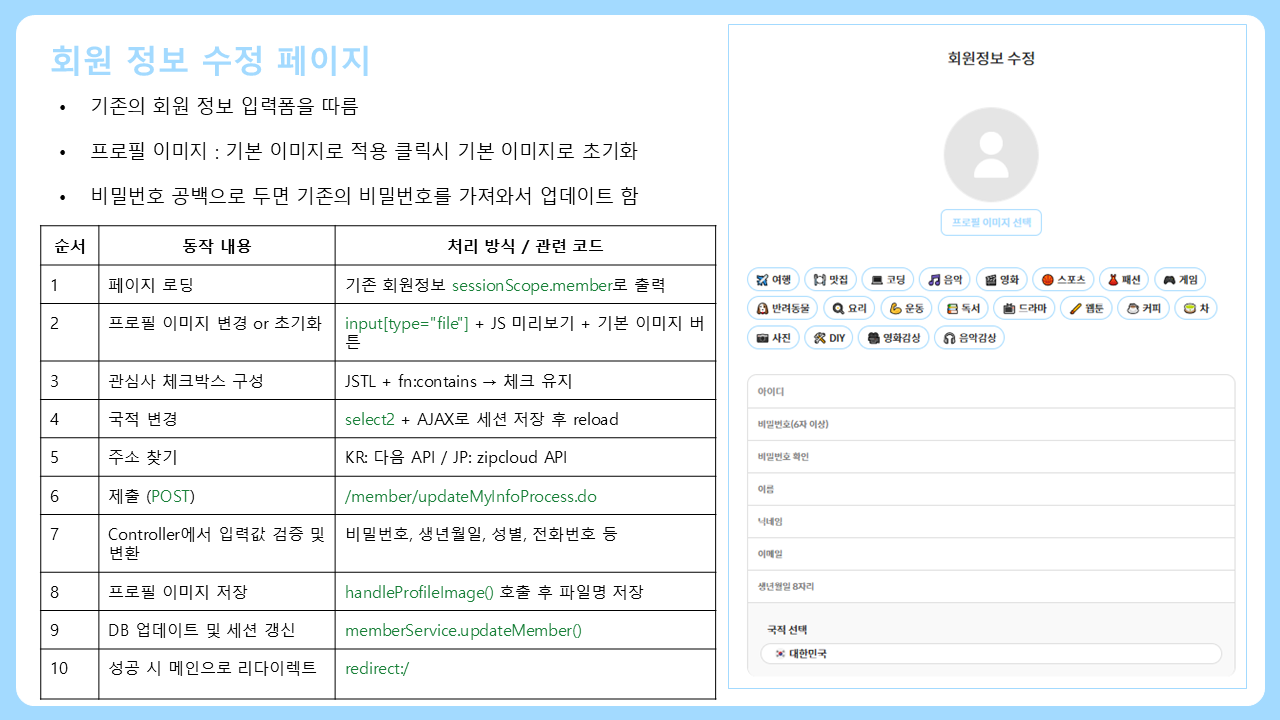 회원 정보 수정 페이지
• 기존의 회원 정보 입력폼을 따름
• 프로필 이미지 : 기본 이미지로 적용 클릭시 기본 이미지로 초기화
• 비밀번호 공백으로 두면 기존의 비밀번호를 가져와서 업데이트 함
순서 동작 내용 처리 방식 / 관련 코드
1 페이지 로딩 기존 회원정보 sessionScope.member로 출력
2 프로필 이미지 변경 or 초기화 input[type="file"] + JS 미리보기 + 기본 이미지 버
튼
3 관심사 체크박스 구성 JSTL + fn:contains → 체크 유지
4 국적 변경 select2 + AJAX로 세션 저장 후 reload
5 주소 찾기 KR: 다음 API / JP: zipcloud API
6 제출 (POST) /member/updateMyInfoProcess.do
7 Controller에서 입력값 검증 및 비밀번호, 생년월일, 성별, 전화번호 등
변환
8 프로필 이미지 저장 handleProfileImage() 호출 후 파일명 저장
9 DB 업데이트 및 세션 갱신 memberService.updateMember()
10 성공 시 메인으로 리다이렉트 redirect:/
회원정보 수정
프로필 이미지 선택
여행 맛집 코딩 음악 영화 스포츠 패션 게임
반려동물 요리 운동 독서 드라마 웹툰 커피 차
사진 DIY 영화감상 음악감상
아이디
비밀번호(6자 이상)
비밀번호 확인
이름
닉네임
이메일
생년월일 8자리
국적 선택
대한민국